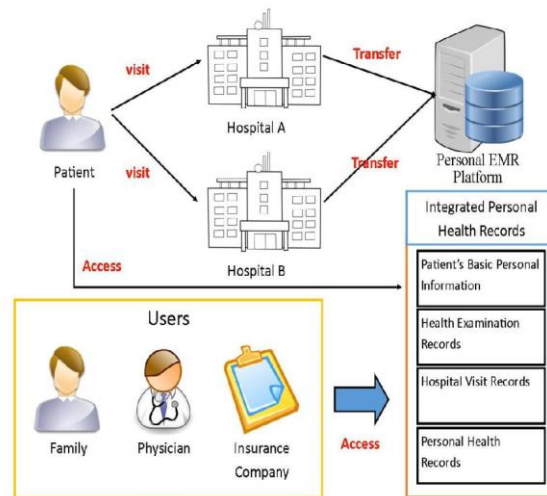 visit
Transfer
Hospital A
Patient
visit
Transfer
Personal EMR
Platform
Hospital B
Integrated Personal
Health Records
Access
Patient's Basic Personal
Information
Users
Health Examination
Records
Hospital Visit Records
Family
Physician
Insurance
Company
Access
Personal Health
Records